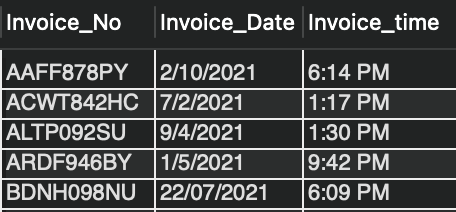 Invoice_No Invoice_Date Invoice_time
AAFF878PY 2/10/2021 6:14 PM
ACWT842HC 7/2/2021 1:17 PM
ALTP092SU 9/4/2021 1:30 PM
ARDF946BY 1/5/2021 9:42 PM
BDNH098NU 22/07/2021 6:09 PM